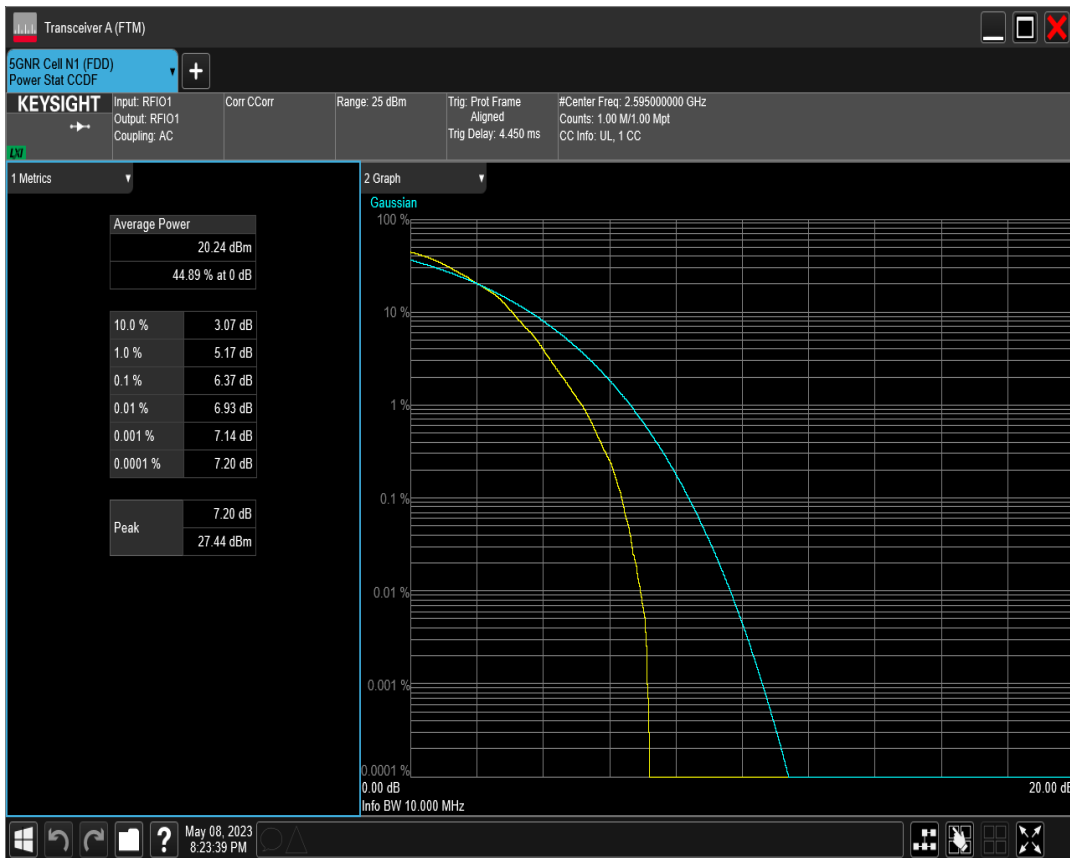 Transceiver A (FTM)
5GNR Cell N1 (FDD)
Power Stat CCDF
KEYSIGHT
LXI
Input: RFIO1
Output: RFIO1
Coupling: AC
Corr CCorr
Range: 25 dBm
Trig: Prot Frame
Aligned
Trig Delay: 4.450 ms
#Center Freq: 2.595000000 GHz
Counts: 1.00 M/1.00 Mpt
CC Info: UL, 1 CC
1 Metrics
Average Power
20.24 dBm
44.89 % at 0 dB
10.0 % 3.07 dB
1.0 % 5.17 dB
0.1 % 6.37 dB
0.01 % 6.93 dB
0.001 % 7.14 dB
0.0001 % 7.20 dB
Peak
7.20 dB
27.44 dBm
2 Graph
Gaussian
100 %
10 %
1 %
0.1 %
0.01 %
0.001 %
0.0001 %
0.00 dB 20.00 dB
Info BW 10.000 MHz
?
May 08, 2023
8:23:39 PM